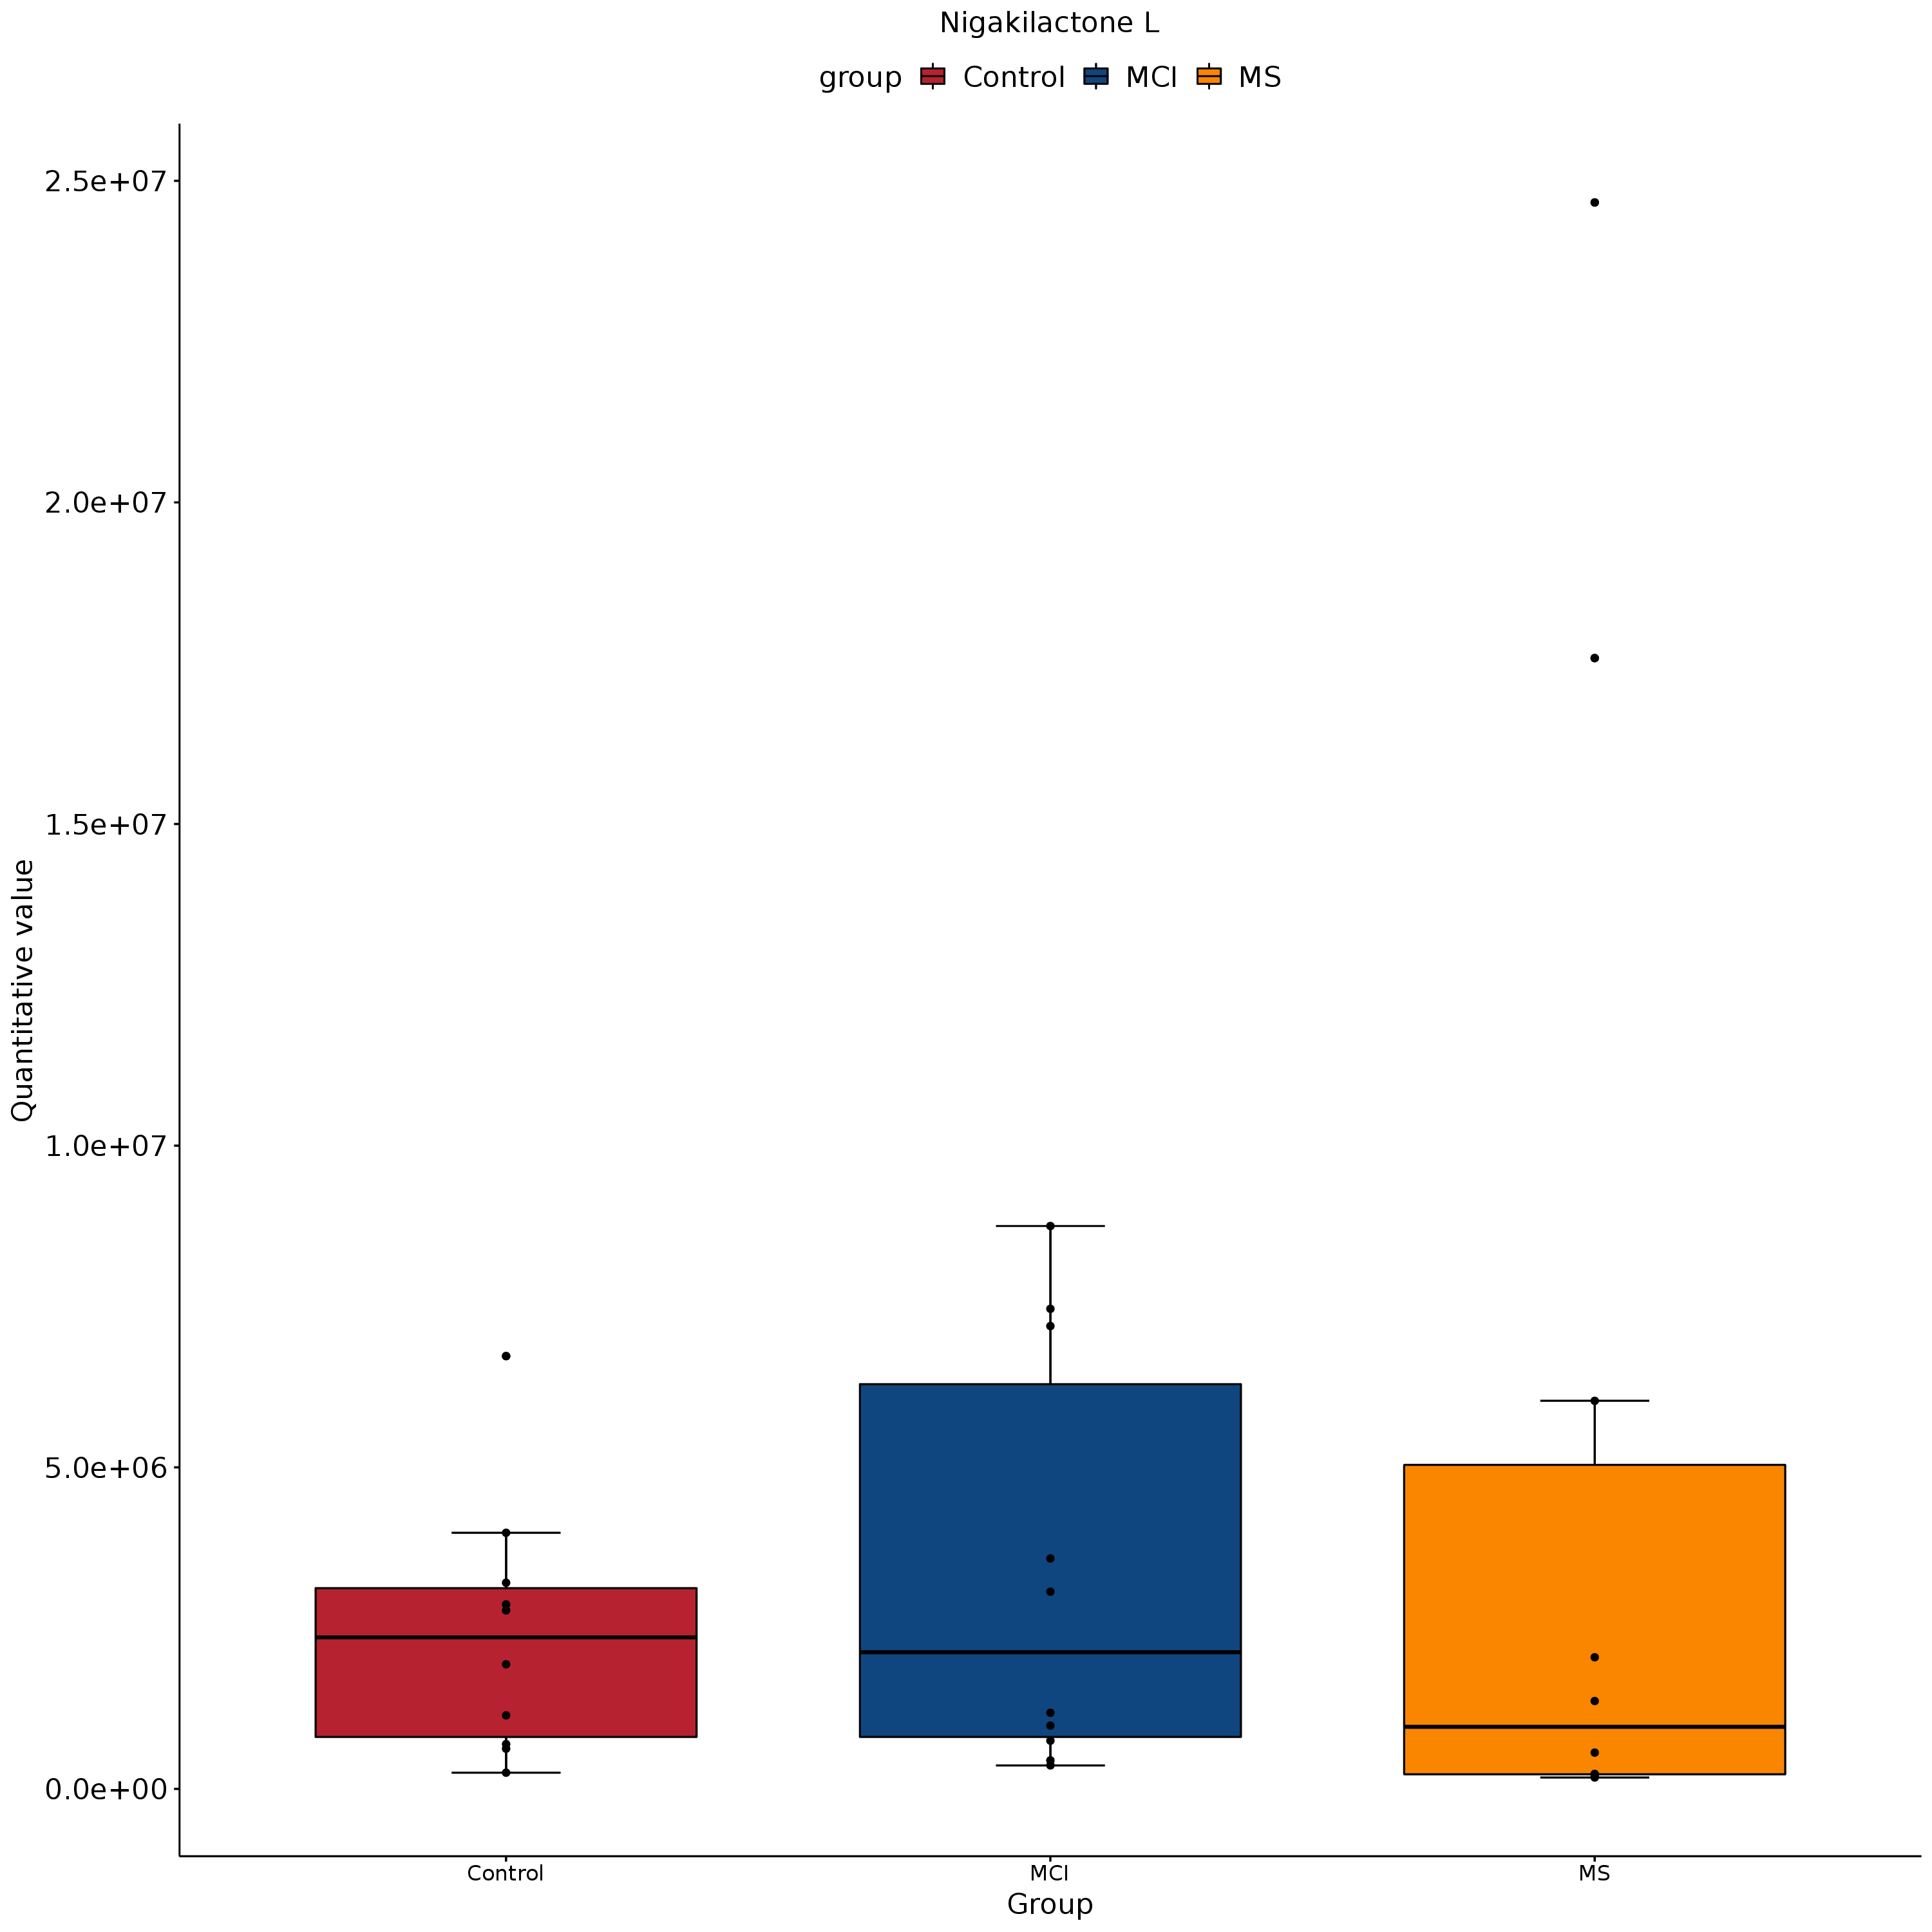 Nigakilactone L
group Control MCI MS
2.5e+07
2.0e+07
1.5e+07
1.0e+07
5.0e+06
0.0e+00
Quantitative value
Control MCI MS
Group